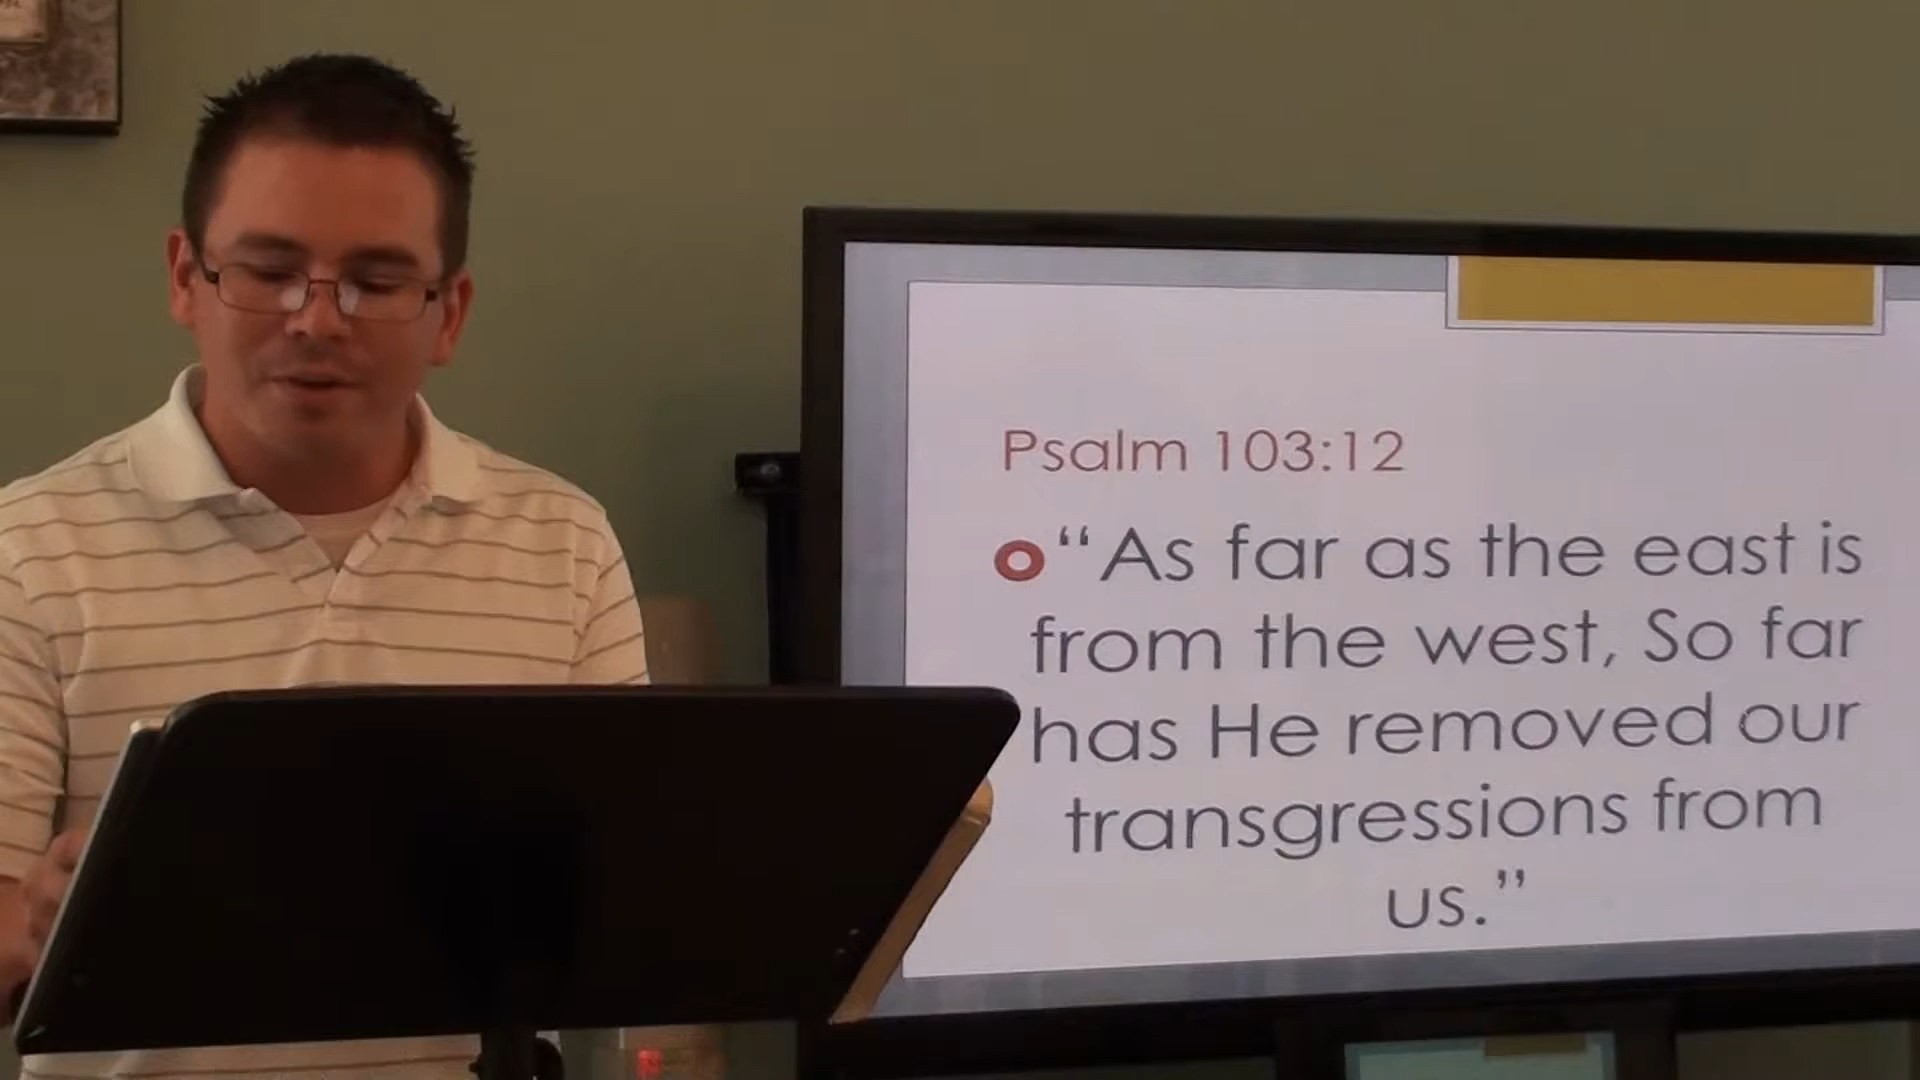 Psalm 103:12
“As far as the east is
from the west, So far
has He removed our
transgressions from
us.”